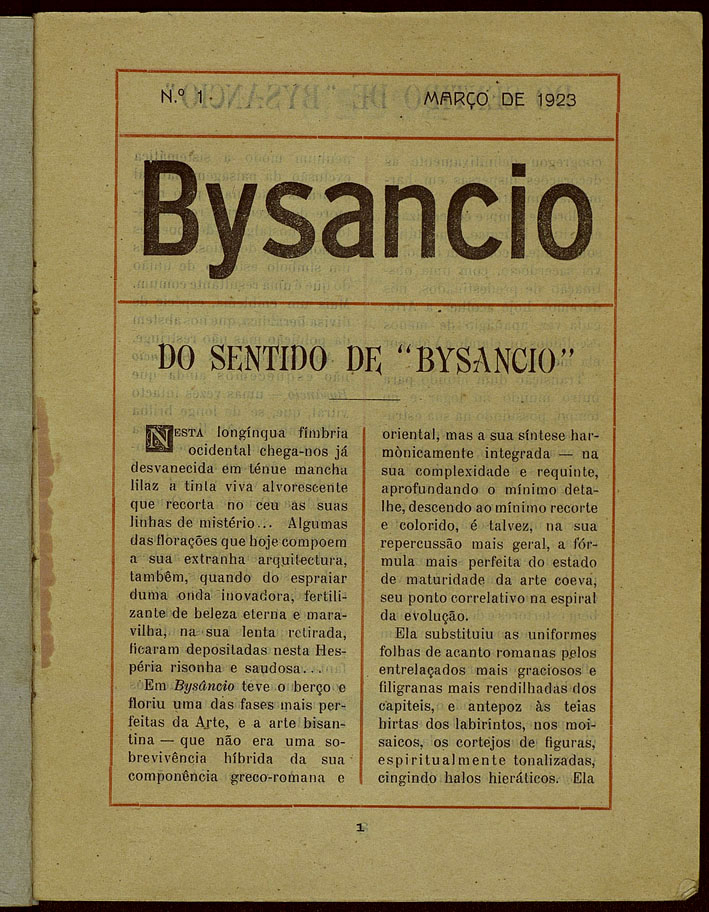 N.º 1.
MARÇO DE 1923
Bysancio
DO SENTIDO DE “BYSANCIO”
NESTA longínqua fímbria
ocidental chega-nos já
desvanecida em ténue mancha
lilaz a tinta viva alvorescente
que recorta no ceu as suas
linhas de mistério... Algumas
das florações que hoje compoem
a sua extranha arquitectura,
tambêm, quando do espraiar
duma onda inovadora, fertili-
zante de beleza eterna e mara-
vilha, na sua lenta retirada,
ficaram depositadas nesta Hes-
péria risonha e saudosa...
Em Bysâncio teve o berço e
floriu uma das fases mais per-
feitas da Arte, e a arte bisan-
tina — que não era uma so-
brevivência híbrida da sua
componência greco-romana e
oriental, mas a sua síntese har-
mònicamente integrada — na
sua complexidade e requinte,
aprofundando o mínimo deta-
lhe, descendo ao mínimo recorte
e colorido, é talvez, na sua
repercussão mais geral, a fór-
mula mais perfeita do estado
de maturidade da arte coeva,
seu ponto correlativo na espiral
da evolução.
Ela substituiu as uniformes
folhas de acanto romanas pelos
entrelaçados mais graciosos e
filigranas mais rendilhadas dos
capiteis, e antepoz às teias
hirtas dos labirintos, nos moi-
saicos, os cortejos de figuras,
espiritualmente tonalizadas,
cingindo halos hieráticos. Ela
1